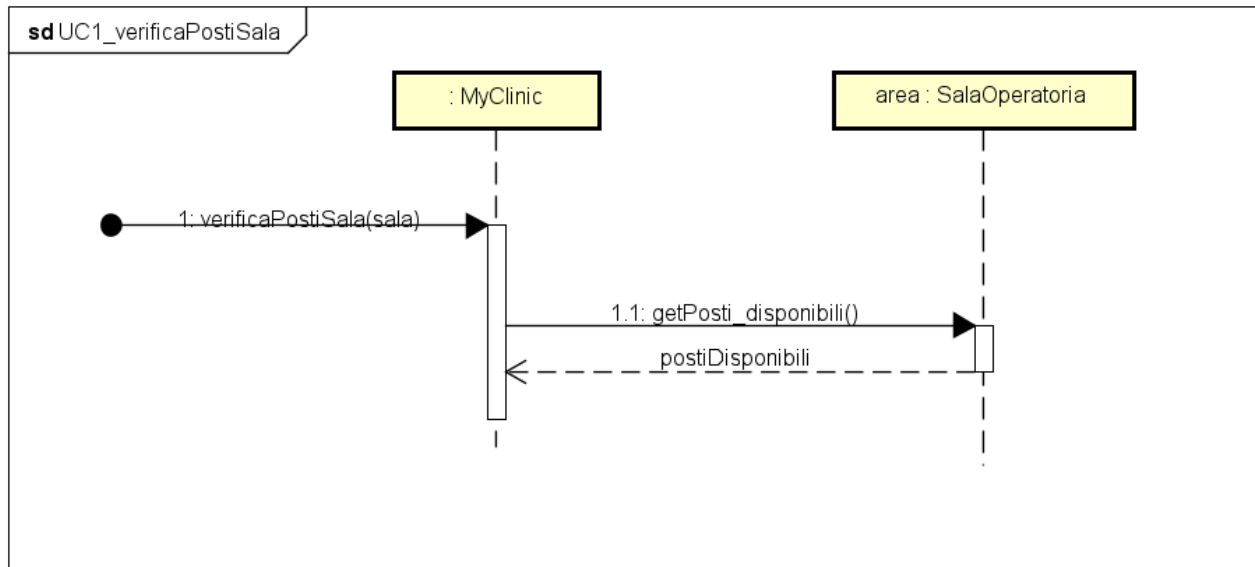 sd UC1_verificaPostiSala
: MyClinic
area : SalaOperatoria
1: verificaPostiSala(sala)
1.1: getPosti_disponibili()
postiDisponibili